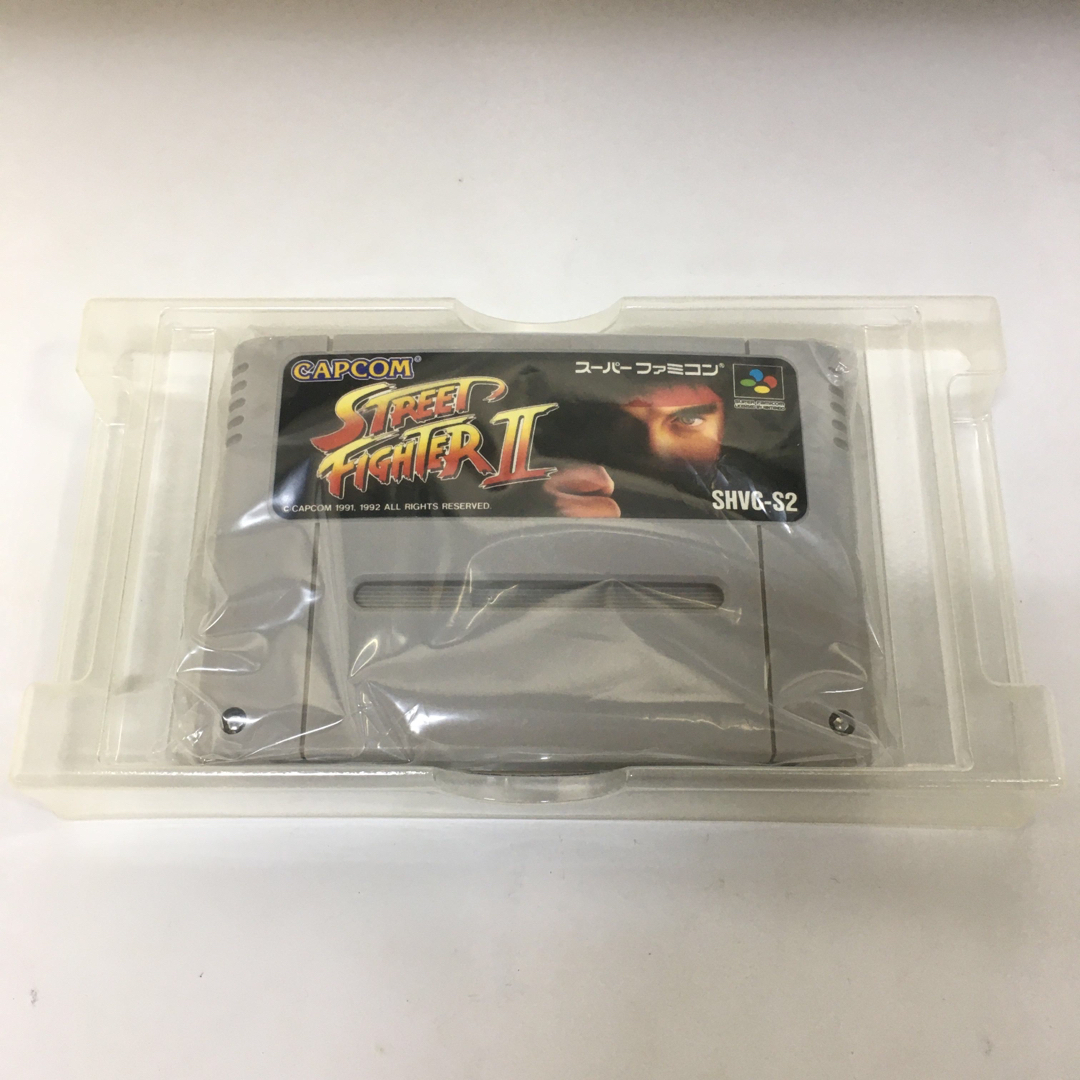 CAPCOM®
STREET
FIGHTER II
©CAPCOM 1991, 1992 ALL RIGHTS RESERVED.
スーパーファミコン®
SHVC-S2